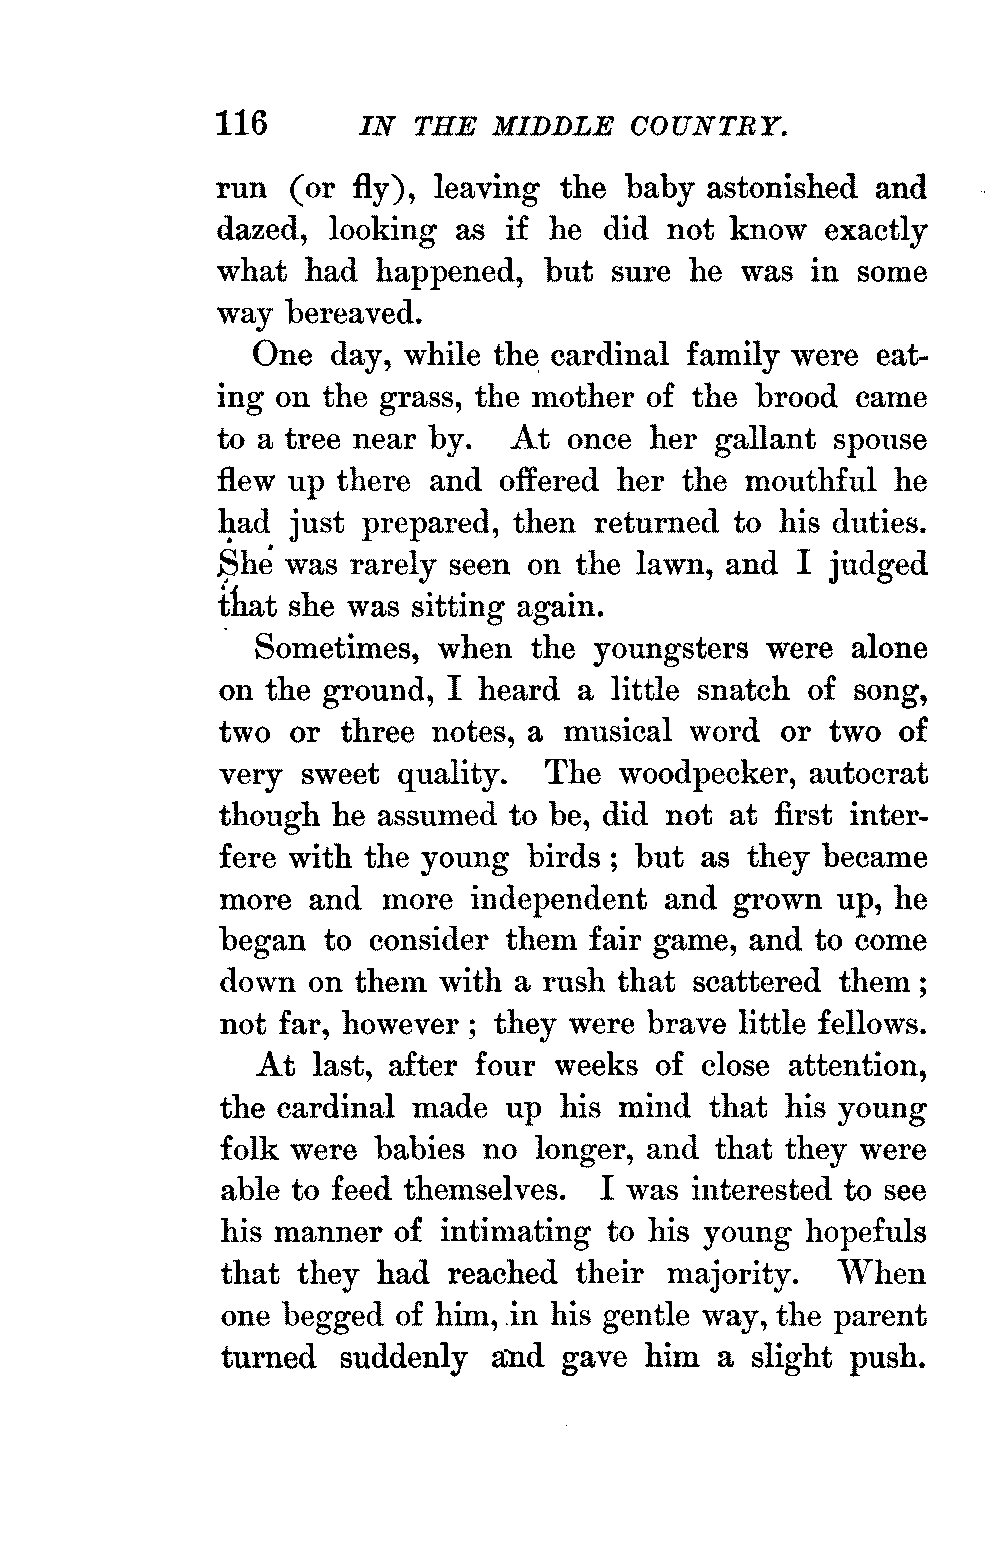 116 IN THE MIDDLE COUNTRY.
run (or fly), leaving the baby astonished and
dazed, looking as if he did not know exactly
what had happened, but sure he was in some
way bereaved.
One day, while the cardinal family were eat-
ing on the grass, the mother of the brood came
to a tree near by. At once her gallant spouse
flew up there and offered her the mouthful he
had just prepared, then returned to his duties.
She was rarely seen on the lawn, and I judged
that she was sitting again.
Sometimes, when the youngsters were alone
on the ground, I heard a little snatch of song,
two or three notes, a musical word or two of
very sweet quality. The woodpecker, autocrat
though he assumed to be, did not at first inter-
fere with the young birds ; but as they became
more and more independent and grown up, he
began to consider them fair game, and to come
down on them with a rush that scattered them ;
not far, however ; they were brave little fellows.
At last, after four weeks of close attention,
the cardinal made up his mind that his young
folk were babies no longer, and that they were
able to feed themselves. I was interested to see
his manner of intimating to his young hopefuls
that they had reached their majority. When
one begged of him, in his gentle way, the parent
turned suddenly and gave him a slight push.